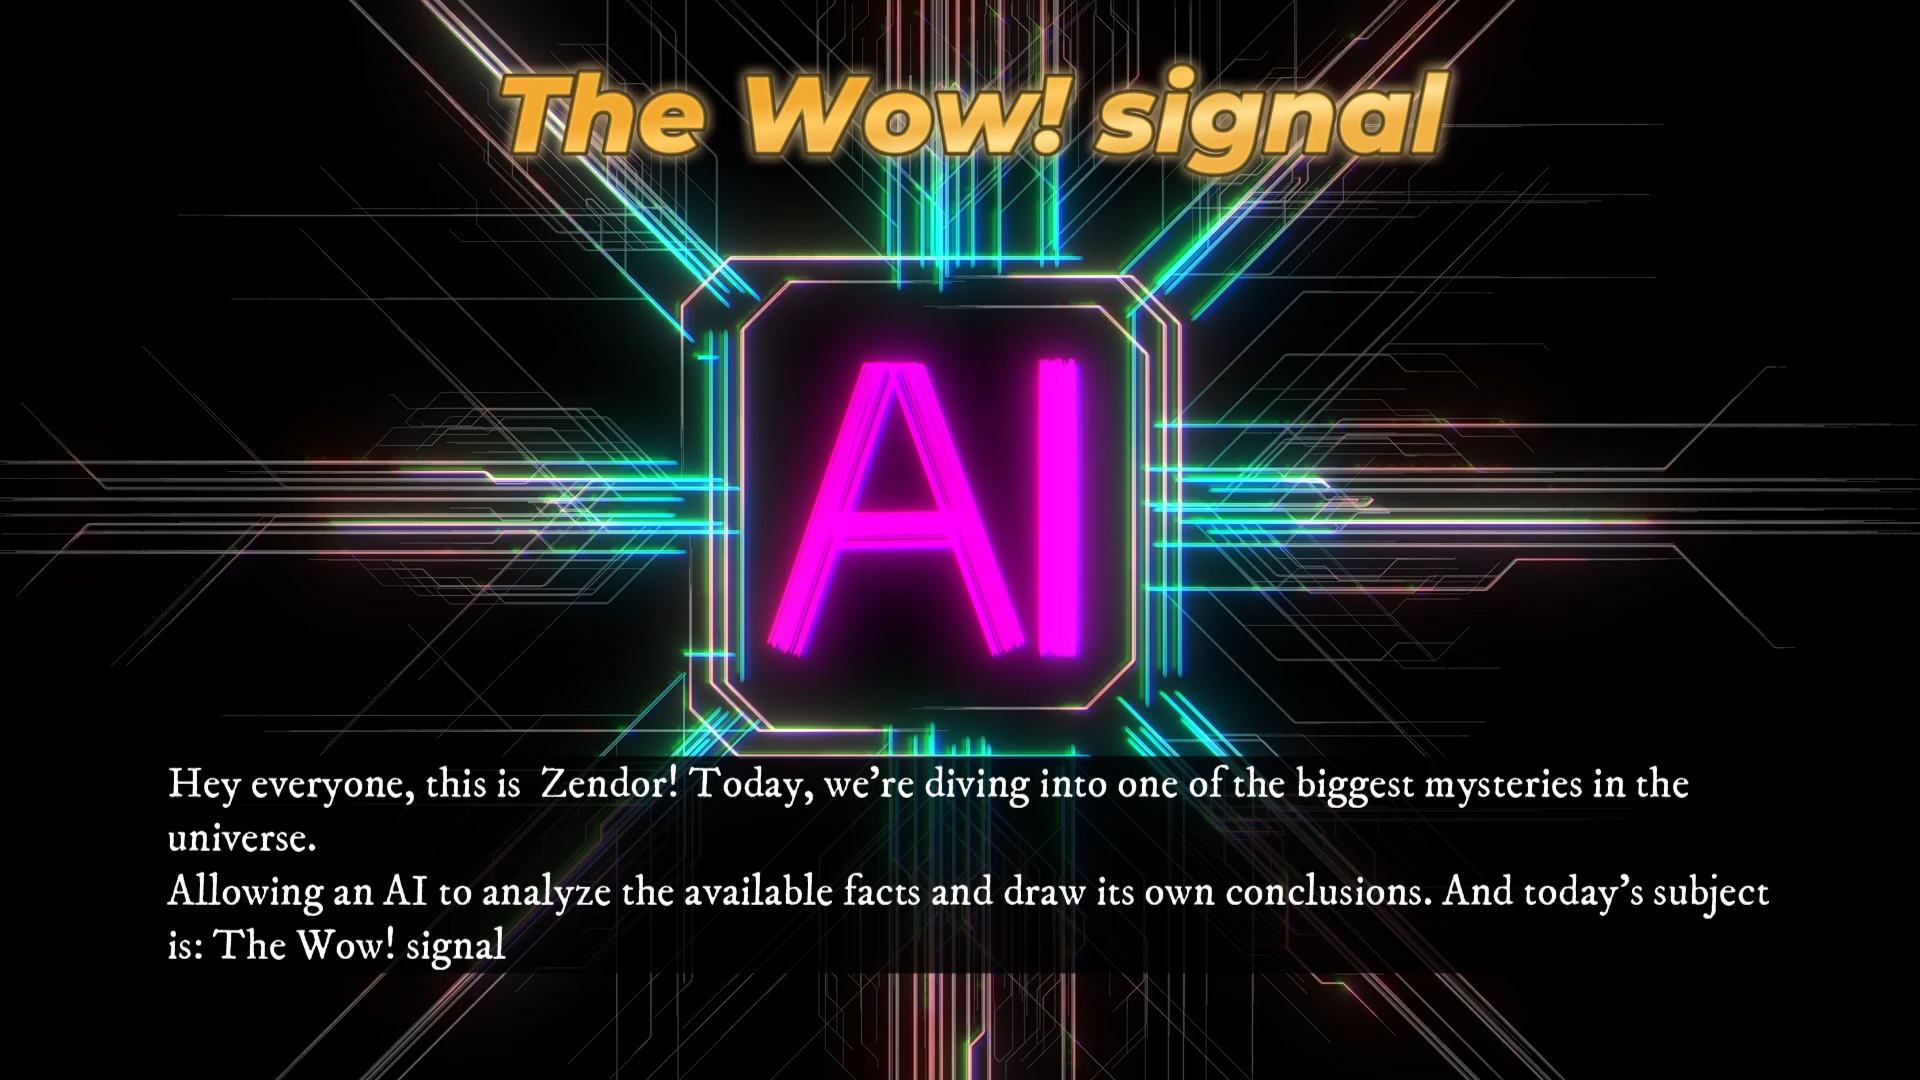 The Wow! signal
AI
Hey everyone, this is  Zendor! Today, we're diving into one of the biggest mysteries in the
universe.
Allowing an AI to analyze the available facts and draw its own conclusions. And today's subject
is: The Wow! signal